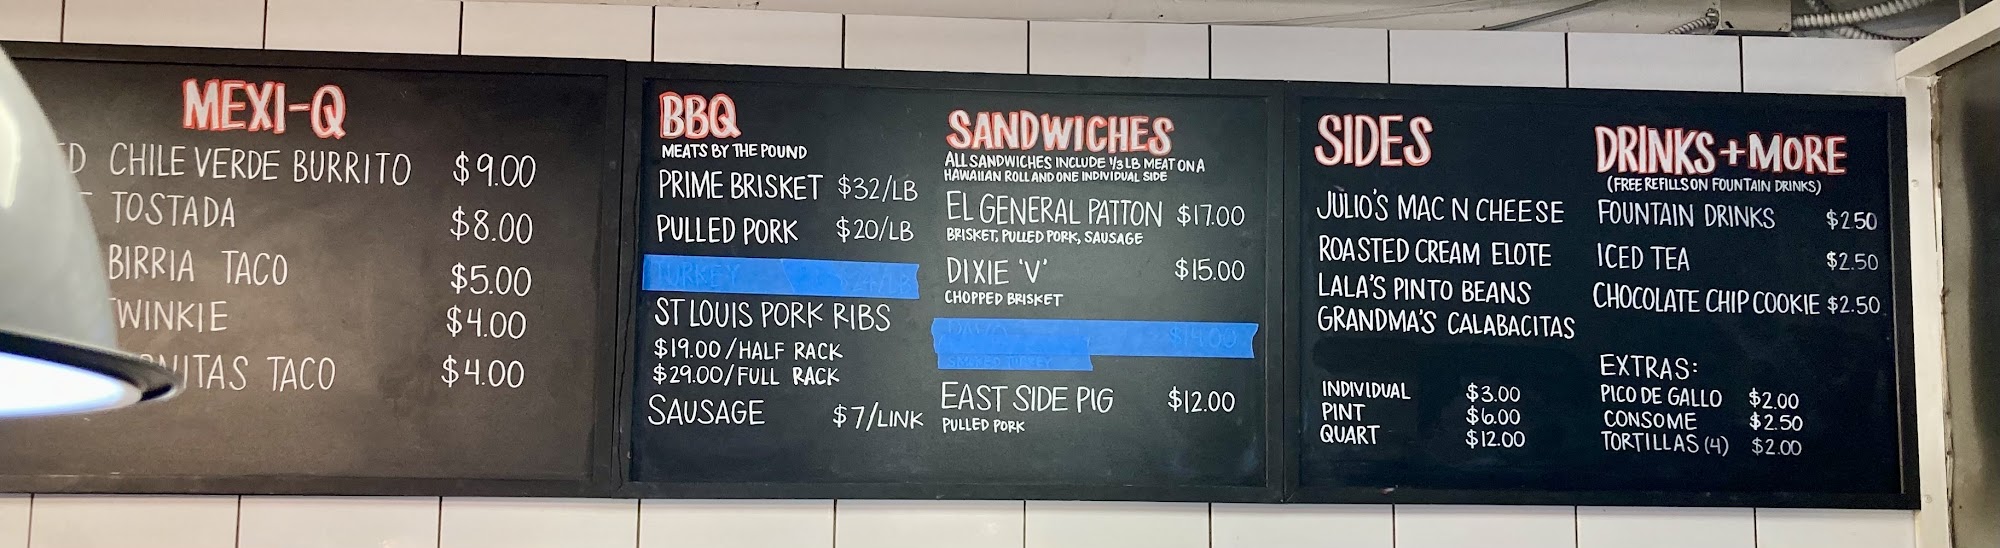 MEXI-Q
D CHILE VERDE BURRITO $9.00
TOSTADA $8.00
BIRRIA TACO $5.00
WINKIE $4.00
NITAS TACO $4.00
BBQ
MEATS BY THE POUND
PRIME BRISKET $32/LB
PULLED PORK $20/LB
TURKEY /LB
ST LOUIS PORK RIBS
$19.00/HALF RACK
$29.00/FULL RACK
SAUSAGE $7/LINK
SANDWICHES
ALL SANDWICHES INCLUDE 1/3 LB MEAT ON A
HAWAIIAN ROLL AND ONE INDIVIDUAL SIDE
EL GENERAL PATTON $17.00
BRISKET, PULLED PORK, SAUSAGE
DIXIE 'V' $15.00
CHOPPED BRISKET
$14.00
SMOKED TURKEY
EAST SIDE PIG $12.00
PULLED PORK
SIDES
JULIO'S MAC N CHEESE
ROASTED CREAM ELOTE
LALA'S PINTO BEANS
GRANDMA'S CALABACITAS
INDIVIDUAL $3.00
PINT $6.00
QUART $12.00
DRINKS + MORE
(FREE REFILLS ON FOUNTAIN DRINKS)
FOUNTAIN DRINKS $2.50
ICED TEA $2.50
CHOCOLATE CHIP COOKIE $2.50
EXTRAS:
PICO DE GALLO $2.00
CONSOME $2.50
TORTILLAS (4) $2.00